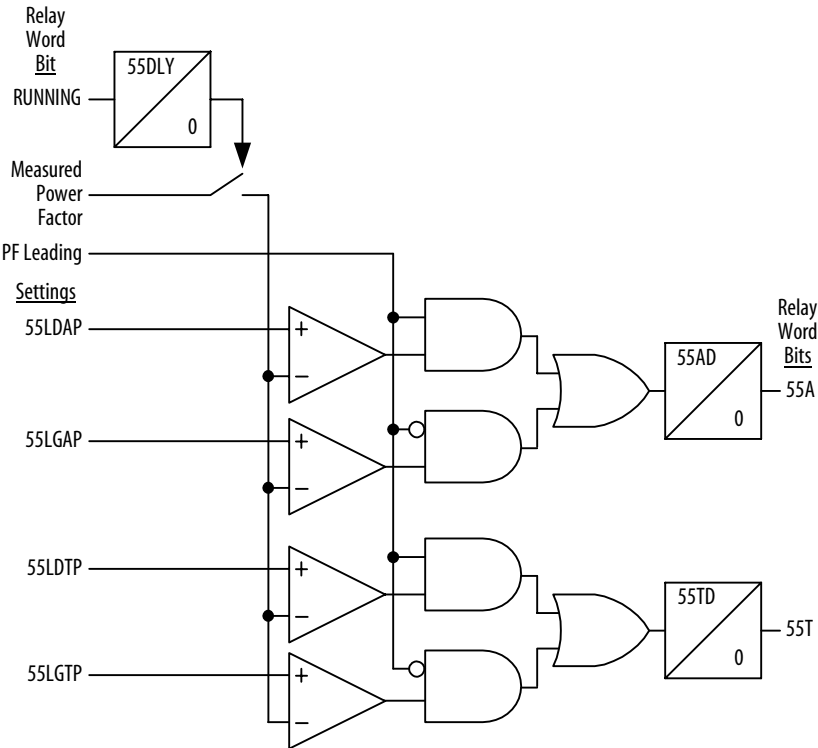 Relay
Word
Bit
RUNNING
55DLY
0
Measured
Power
Factor
PF Leading
Settings
55LDAP
+
−
55LGAP
+
−
55LDTP
+
−
55LGTP
+
−
55AD
0
Relay
Word
Bits
55A
55TD
0
55T